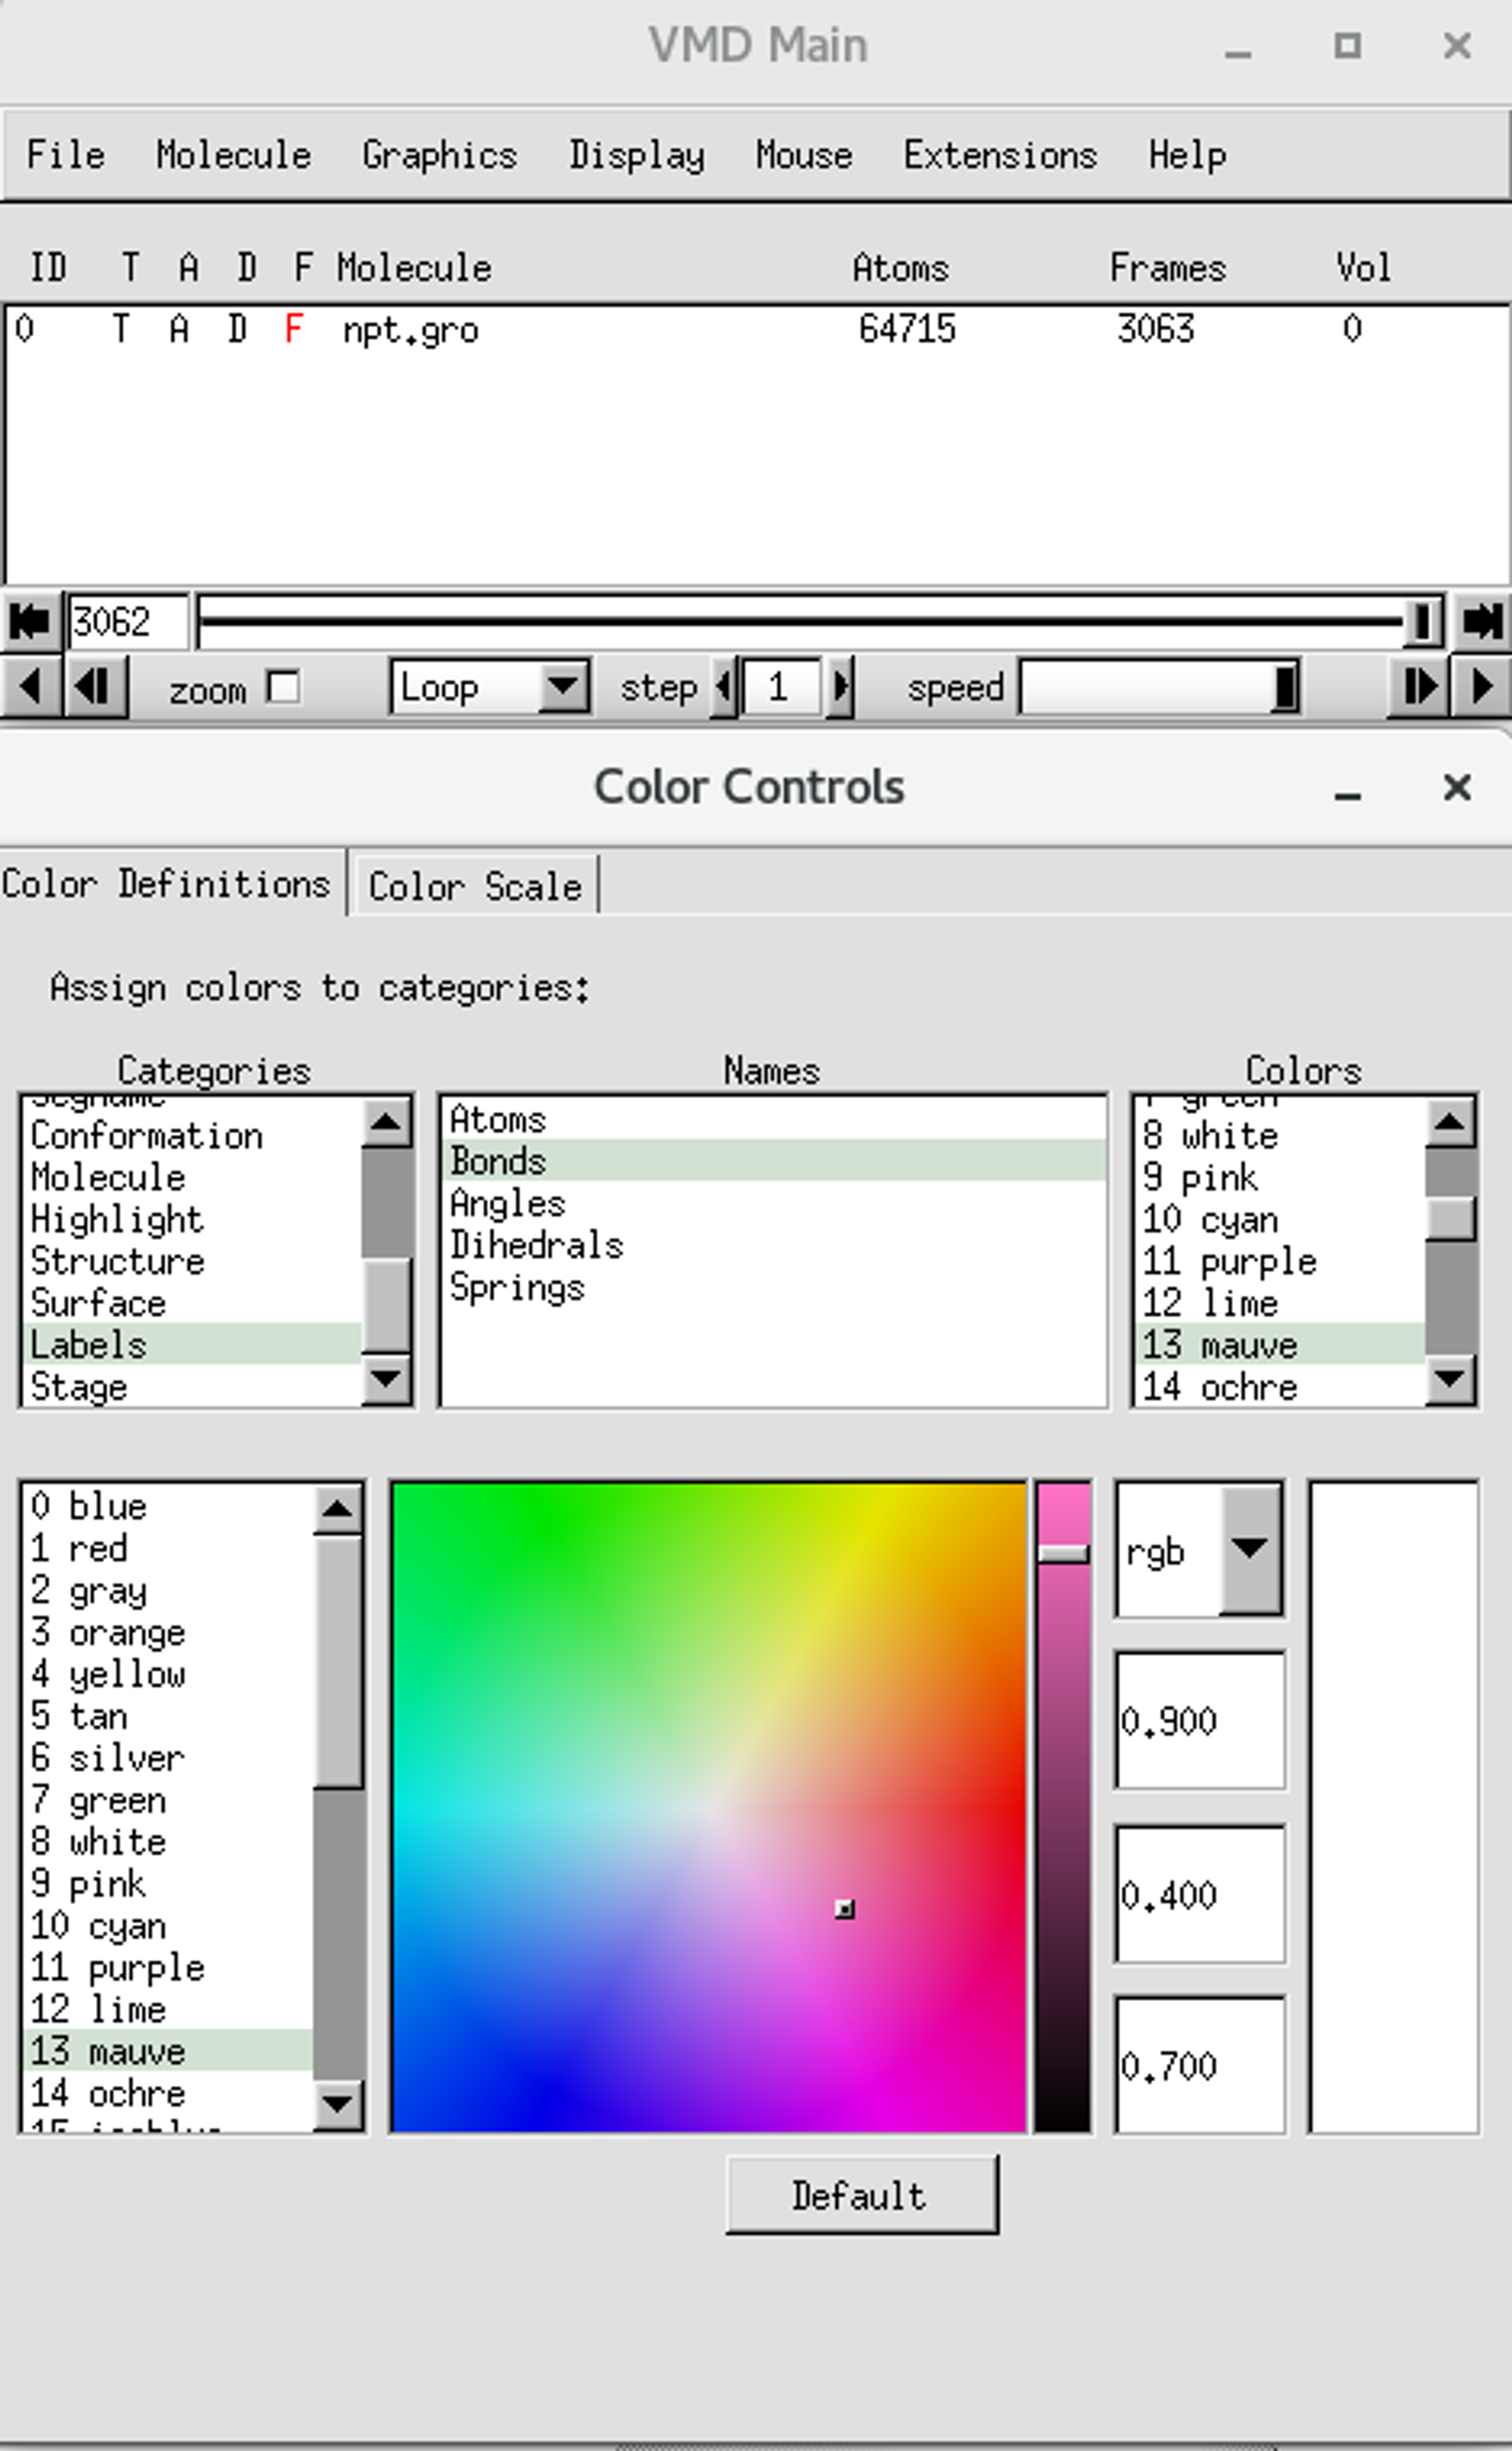 VMD Main
File Molecule Graphics Display Mouse Extensions Help
ID T A D F Molecule Atoms Frames Vol
0 T A D F npt.gro 64715 3063 0
3062
zoom Loop step 1 speed
Color Controls
Color Definitions Color Scale
Assign colors to categories:
Categories
Segname
Conformation
Molecule
Highlight
Structure
Surface
Labels
Stage
Names
Atoms
Bonds
Angles
Dihedrals
Springs
Colors
7 green
8 white
9 pink
10 cyan
11 purple
12 lime
13 mauve
14 ochre
0 blue
1 red
2 gray
3 orange
4 yellow
5 tan
6 silver
7 green
8 white
9 pink
10 cyan
11 purple
12 lime
13 mauve
14 ochre
rgb
0.900
0.400
0.700
Default